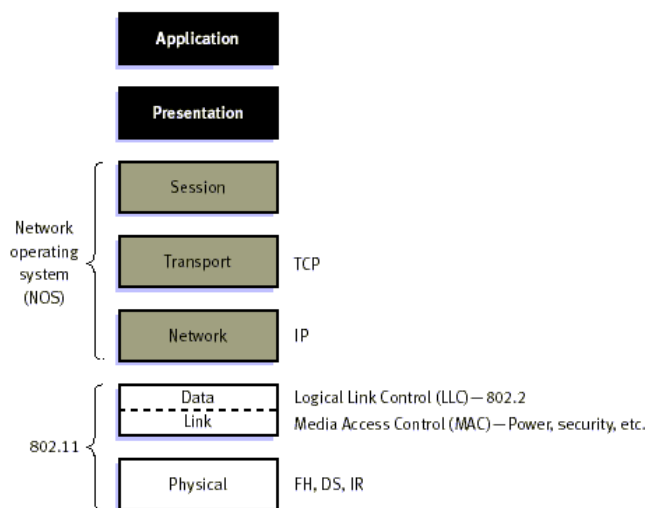 Application
Presentation
Session
Network
operating
system
(NOS)
Transport
TCP
Network
IP
802.11
Data
Link
Logical Link Control (LLC)—802.2
Media Access Control (MAC)—Power, security, etc.
Physical
FH, DS, IR